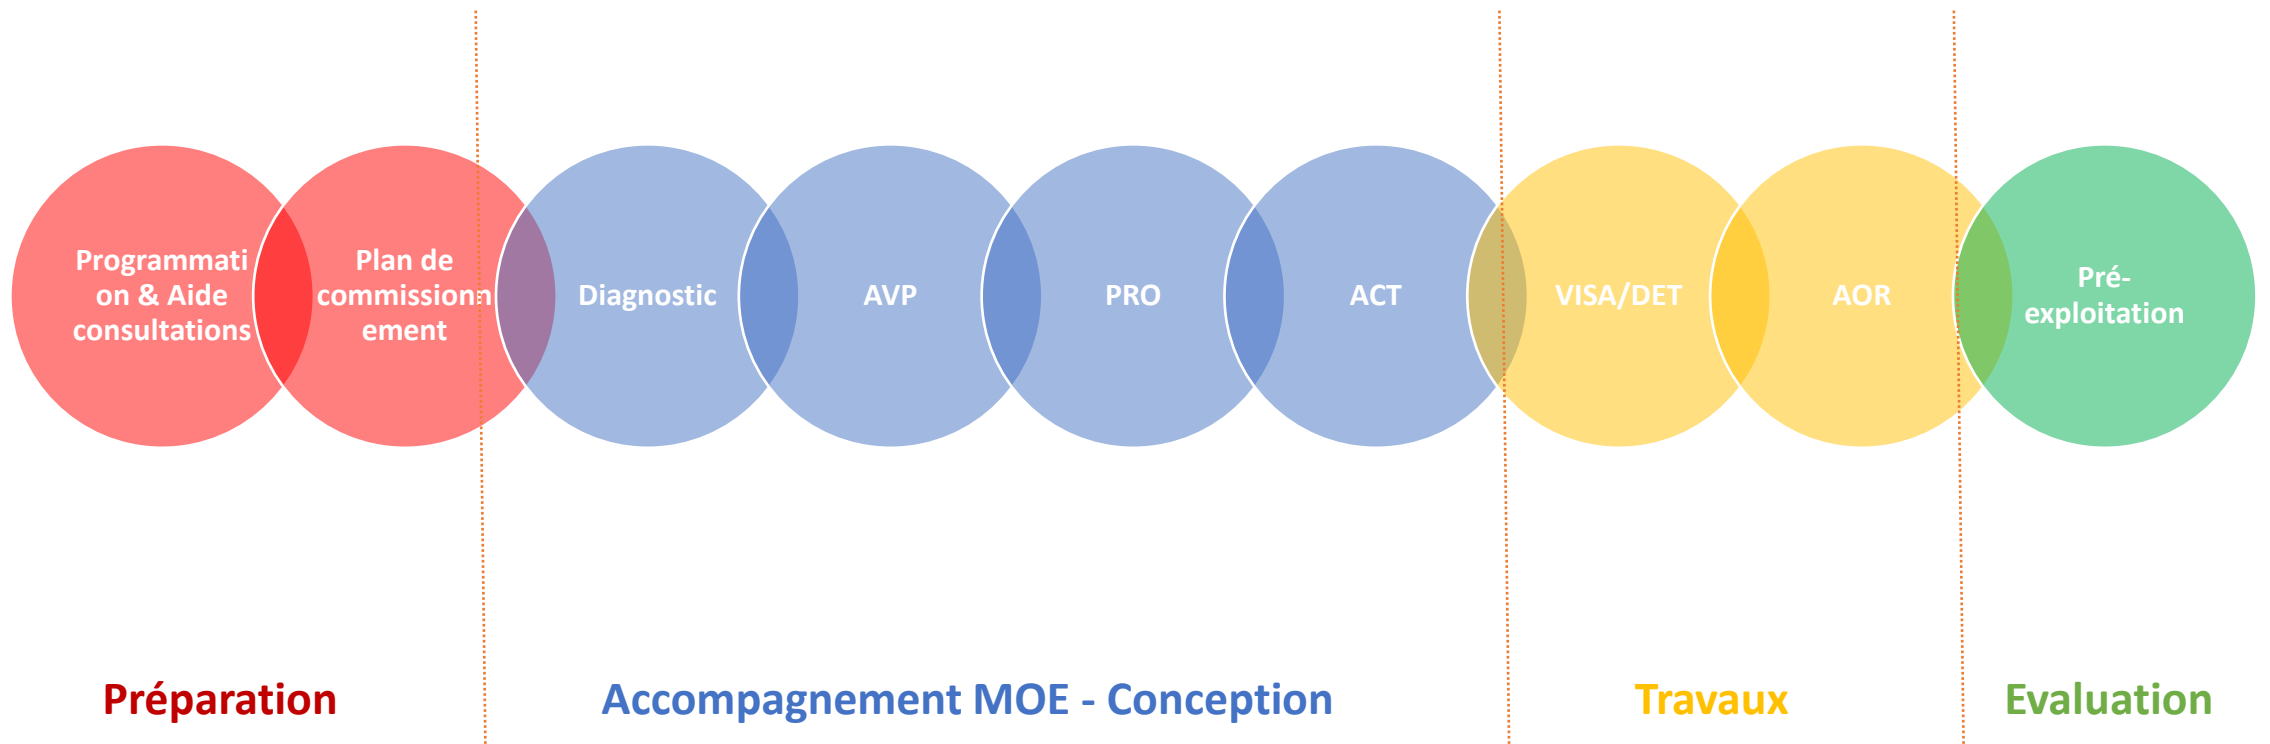 Programmati
on & Aide
consultations
Plan de
commissionn
ement
Diagnostic
AVP
PRO
ACT
VISA/DET
AOR
Pré-
exploitation
Préparation
Accompagnement MOE - Conception
Travaux
Evaluation